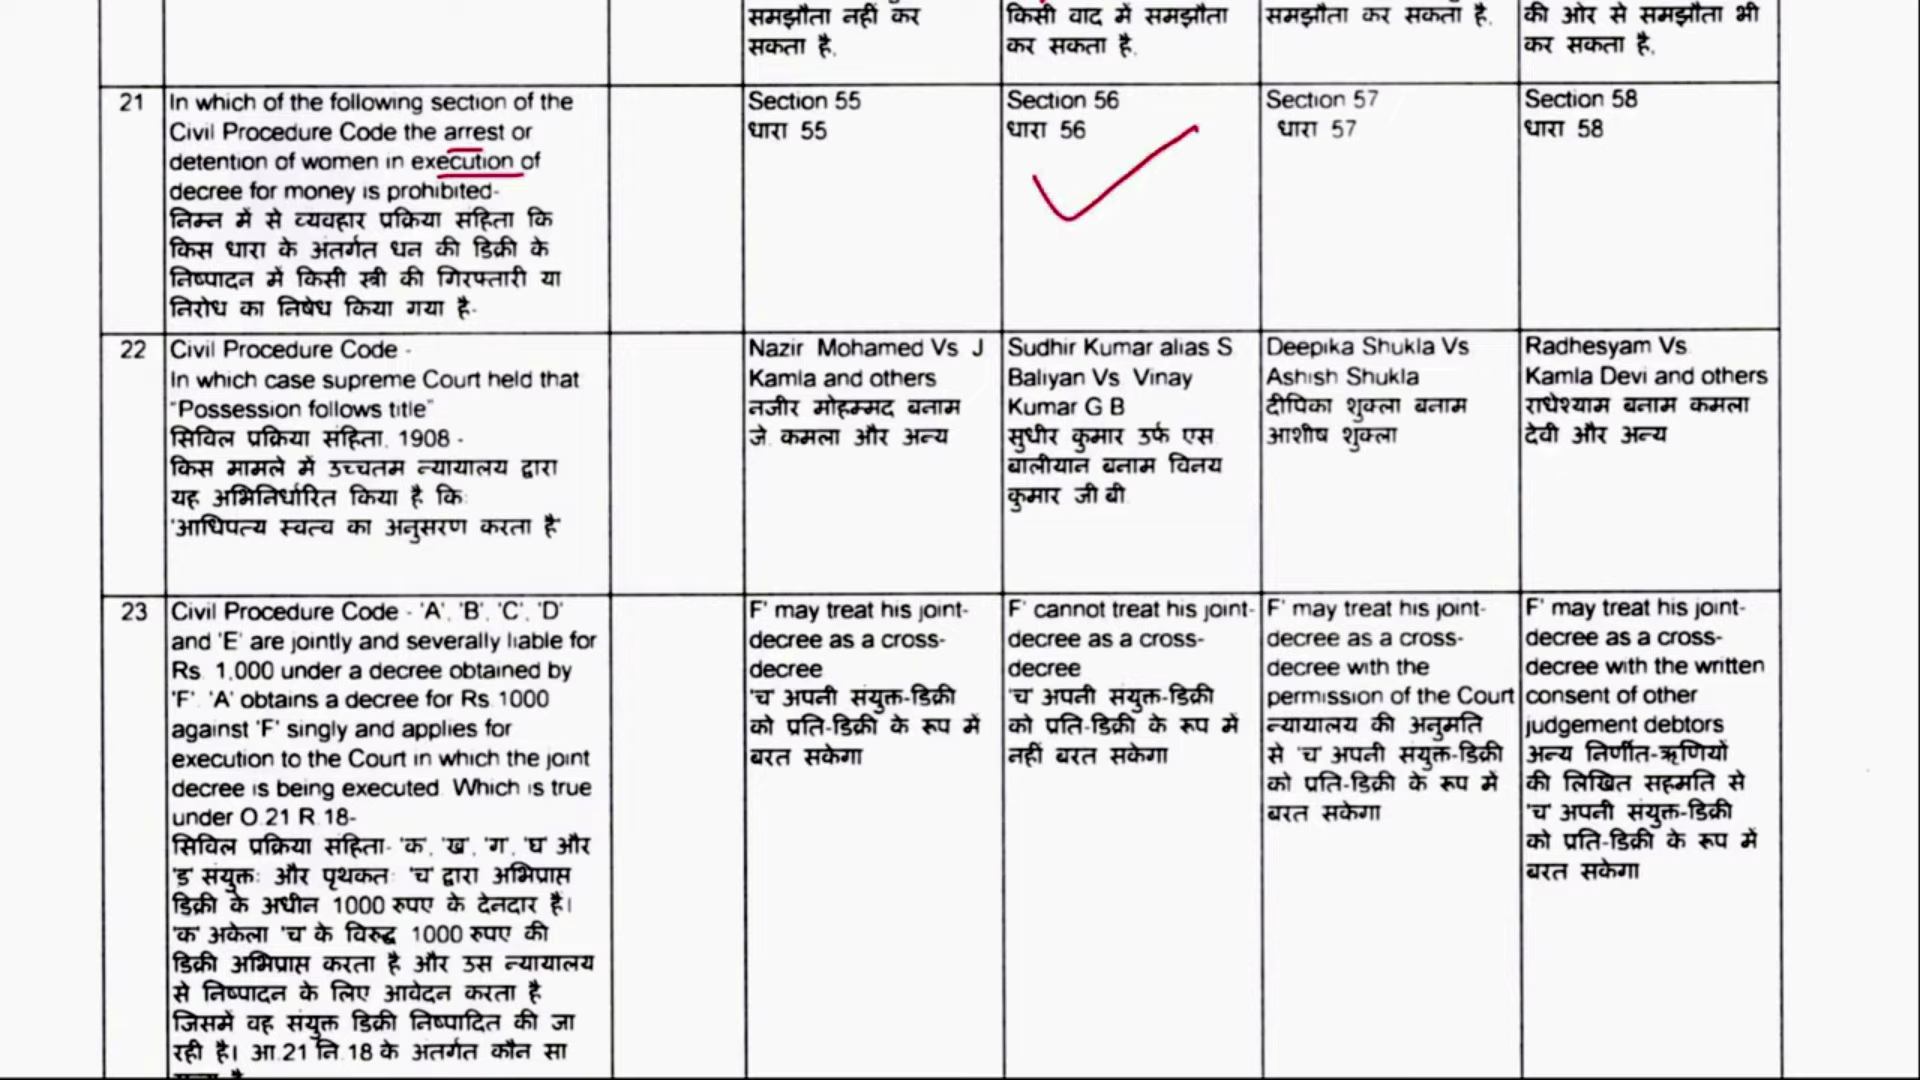 समझौता नहीं कर
सकता है.
किसी वाद में समझौता
कर सकता है.
समझौता कर सकता है.
की ओर से समझौता भी
कर सकता है.
21
In which of the following section of the
Civil Procedure Code the arrest or
detention of women in execution of
decree for money is prohibited-
निम्न में से व्यवहार प्रक्रिया संहिता कि
किस धारा के अंतर्गत धन की डिक्री के
निष्पादन में किसी स्त्री की गिरफ्तारी या
निरोध का निषेध किया गया है-
Section 55
धारा 55
Section 56
धारा 56
Section 57
धारा 57
Section 58
धारा 58
22
Civil Procedure Code -
In which case supreme Court held that
"Possession follows title"
सिविल प्रक्रिया संहिता, 1908 -
किस मामले में उच्चतम न्यायालय द्वारा
यह अभिनिर्धारित किया है कि:
'आधिपत्य स्वत्व का अनुसरण करता है'
Nazir Mohamed Vs. J
Kamla and others
नजीर मोहम्मद बनाम
जे. कमला और अन्य
Sudhir Kumar alias S.
Baliyan Vs. Vinay
Kumar G B
सुधीर कुमार उर्फ एस.
बालीयान बनाम विनय
कुमार जी बी
Deepika Shukla Vs
Ashish Shukla
दीपिका शुक्ला बनाम
आशीष शुक्ला
Radhesyam Vs.
Kamla Devi and others
राधेश्याम बनाम कमला
देवी और अन्य
23
Civil Procedure Code - 'A', 'B', 'C', 'D'
and 'E' are jointly and severally liable for
Rs. 1,000 under a decree obtained by
'F'. 'A' obtains a decree for Rs.1000
against 'F' singly and applies for
execution to the Court in which the joint
decree is being executed. Which is true
under O.21 R.18-
सिविल प्रक्रिया संहिता- 'क', 'ख', 'ग', 'घ' और
'ड' संयुक्तः और पृथकतः 'च' द्वारा अभिप्राप्त
डिक्री के अधीन 1000 रुपए के देनदार हैं।
'क' अकेला 'च' के विरुद्ध 1000 रुपए की
डिक्री अभिप्राप्त करता है और उस न्यायालय
से निष्पादन के लिए आवेदन करता है
जिसमें वह संयुक्त डिक्री निष्पादित की जा
रही है। आ.21 नि.18 के अंतर्गत कौन सा
F' may treat his joint-
decree as a cross-
decree
'च' अपनी संयुक्त-डिक्री
को प्रति-डिक्री के रूप में
बरत सकेगा
F' cannot treat his joint-
decree as a cross-
decree
'च' अपनी संयुक्त-डिक्री
को प्रति-डिक्री के रूप में
नहीं बरत सकेगा
F' may treat his joint-
decree as a cross-
decree with the
permission of the Court
न्यायालय की अनुमति
से 'च' अपनी संयुक्त-डिक्री
को प्रति-डिक्री के रूप में
बरत सकेगा
F' may treat his joint-
decree as a cross-
decree with the written
consent of other
judgement debtors
अन्य निर्णीत-ऋणियों
की लिखित सहमति से
'च' अपनी संयुक्त-डिक्री
को प्रति-डिक्री के रूप में
बरत सकेगा